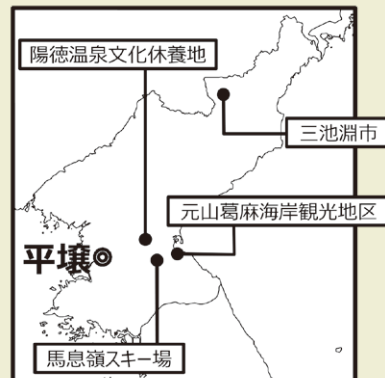 陽徳温泉文化休養地
三池淵市
元山葛麻海岸観光地区
平壌
馬息嶺スキー場